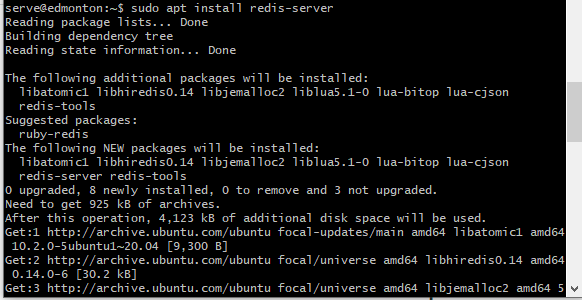 serve@edmonton:~$ sudo apt install redis-server
Reading package lists... Done
Building dependency tree
Reading state information... Done
The following additional packages will be installed:
libatomic1 libhiredis0.14 libjemalloc2 liblua5.1-0 lua-bitop lua-cjson
redis-tools
Suggested packages:
ruby-redis
The following NEW packages will be installed:
libatomic1 libhiredis0.14 libjemalloc2 liblua5.1-0 lua-bitop lua-cjson
redis-server redis-tools
0 upgraded, 8 newly installed, 0 to remove and 3 not upgraded.
Need to get 925 kB of archives.
After this operation, 4,123 kB of additional disk space will be used.
Get:1 http://archive.ubuntu.com/ubuntu focal-updates/main amd64 libatomic1 amd64
10.2.0-5ubuntu1~20.04 [9,300 B]
Get:2 http://archive.ubuntu.com/ubuntu focal/universe amd64 libhiredis0.14 amd64
0.14.0-6 [30.2 kB]
Get:3 http://archive.ubuntu.com/ubuntu focal/universe amd64 libjemalloc2 amd64 5